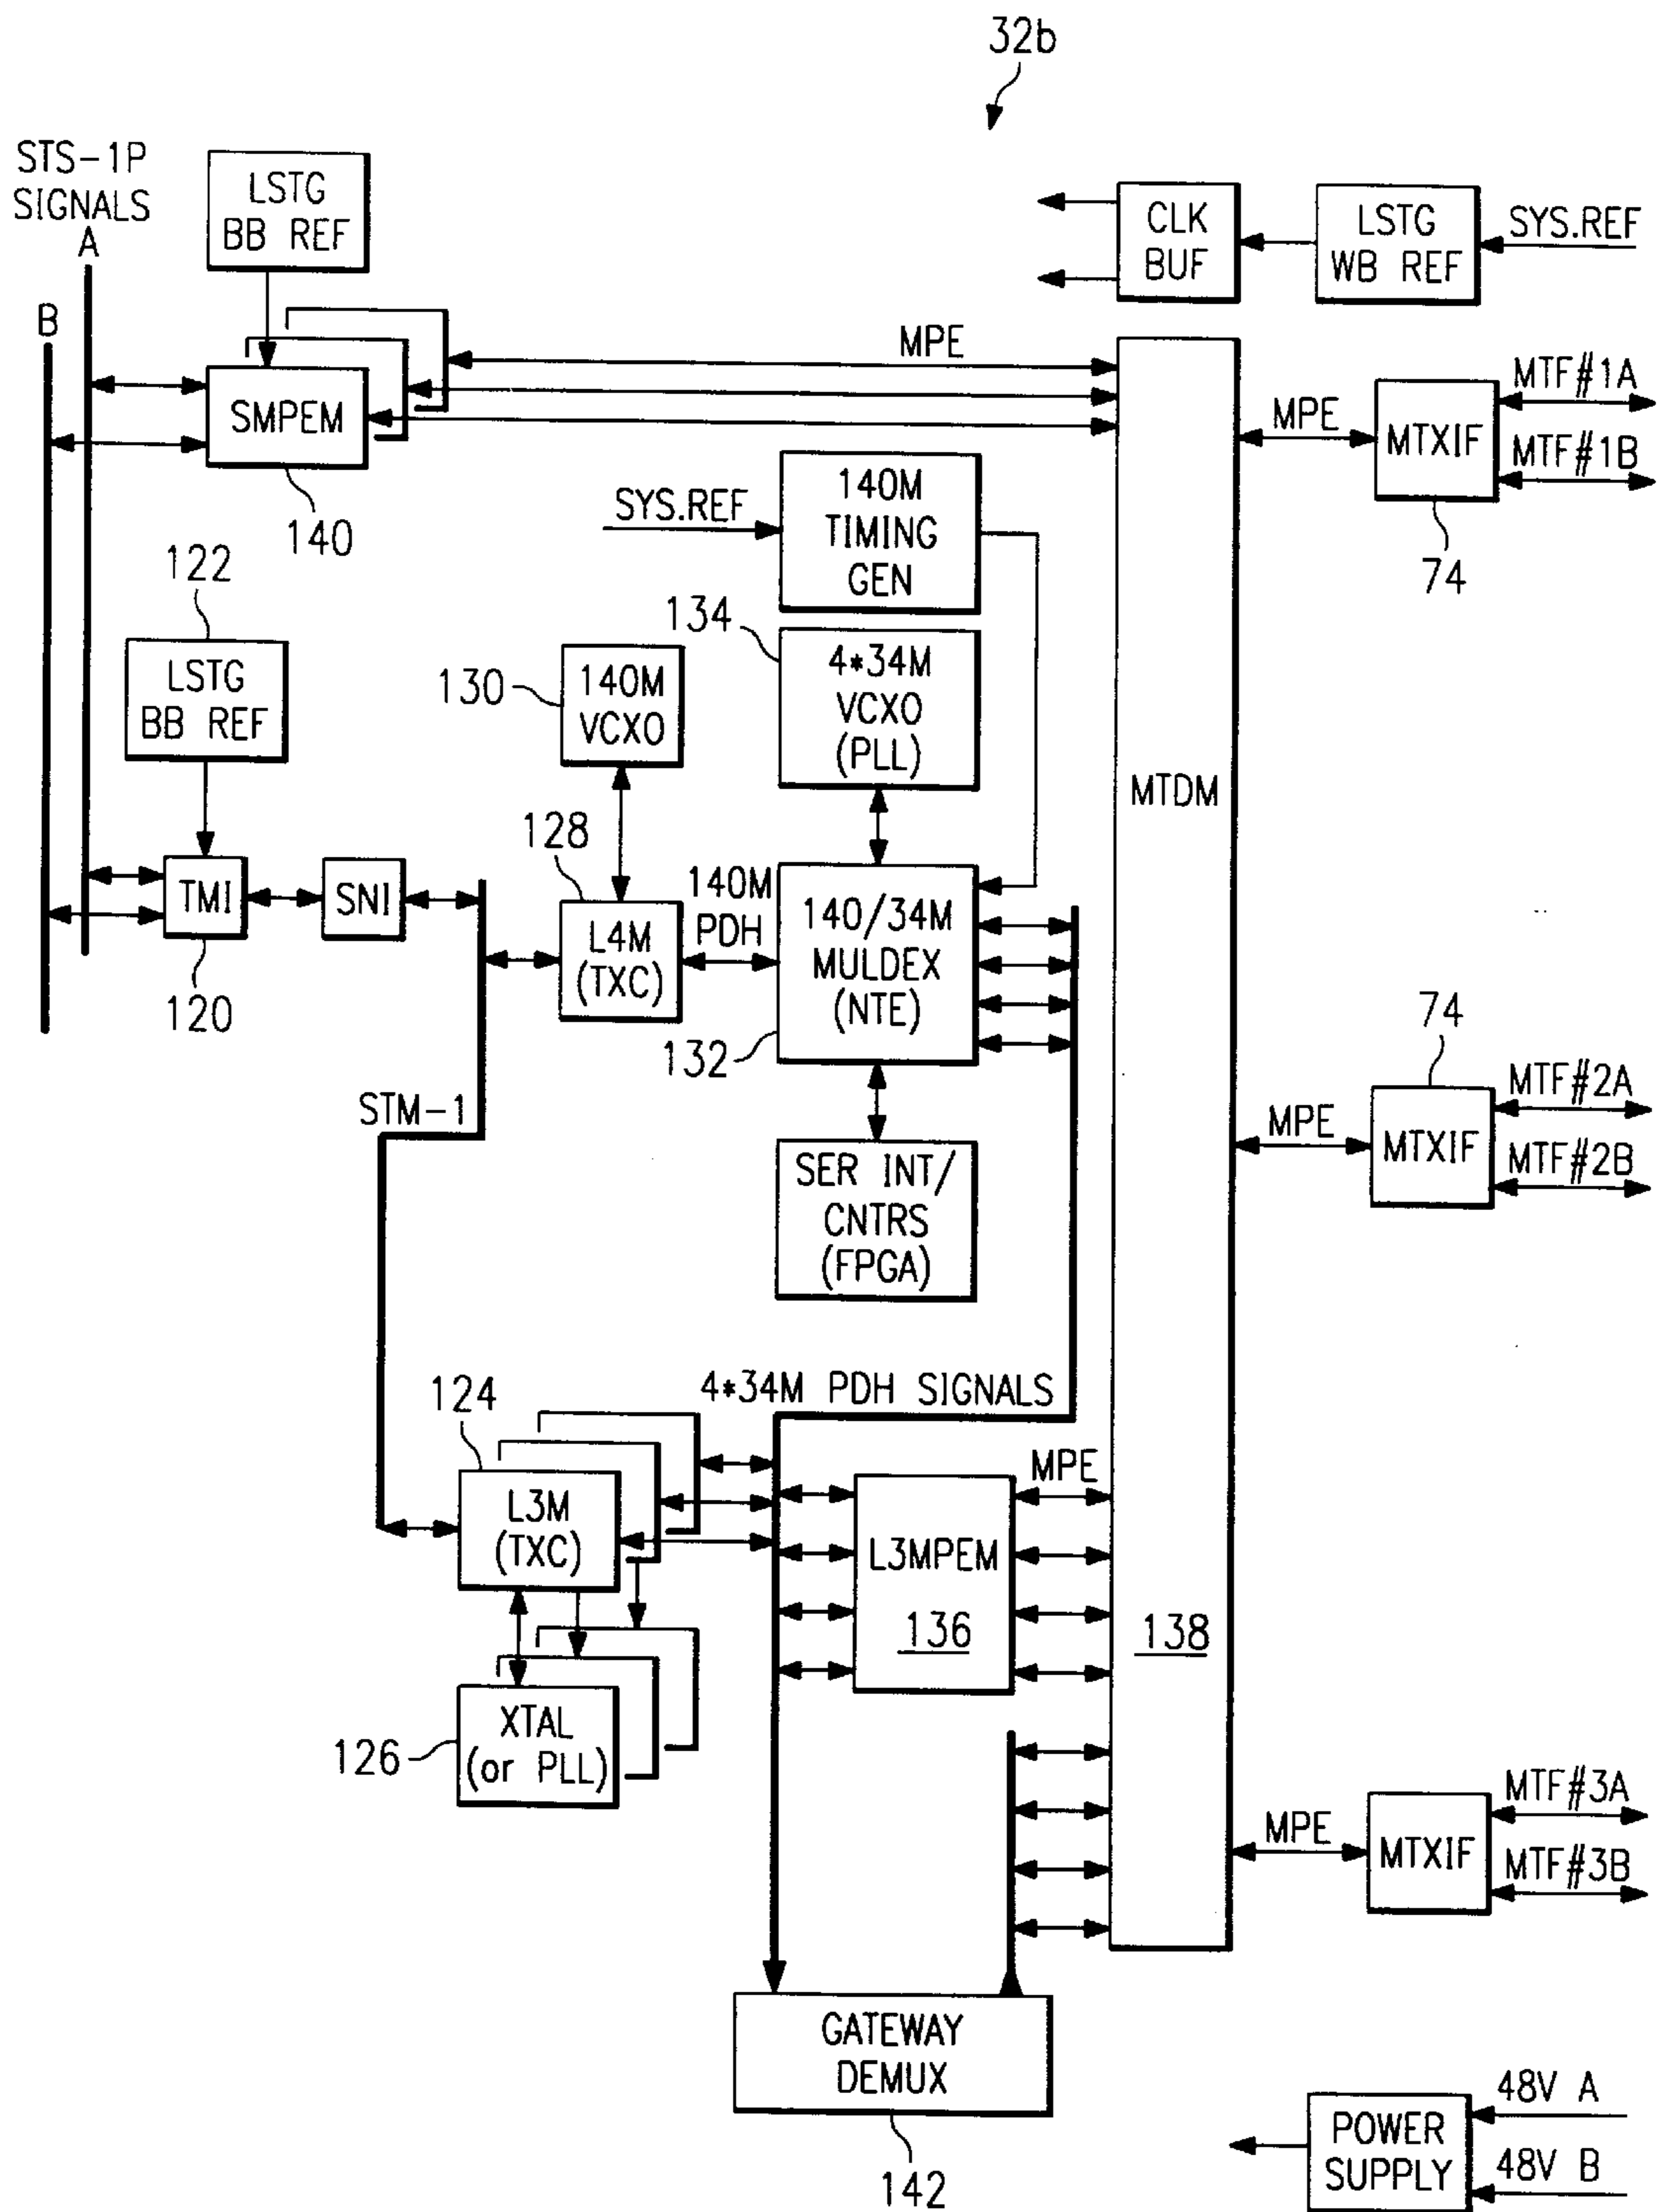 32b
STS-1P
SIGNALS
A
B
LSTG
BB REF
CLK
BUF
LSTG
WB REF
SYS.REF
MPE
SMPEM
140
MTDM
138
MPE
MTXIF
74
MTF#1A
MTF#1B
SYS.REF
140M
TIMING
GEN
122
LSTG
BB REF
134
4*34M
VCXO
(PLL)
130
140M
VCXO
128
TMI
120
SNI
L4M
(TXC)
140M
PDH
140/34M
MULDEX
(NTE)
132
STM-1
SER INT/
CNTRS
(FPGA)
74
MPE
MTXIF
MTF#2A
MTF#2B
4*34M PDH SIGNALS
124
L3M
(TXC)
MPE
L3MPEM
136
XTAL
(or PLL)
126
MPE
MTXIF
MTF#3A
MTF#3B
GATEWAY
DEMUX
142
POWER
SUPPLY
48V A
48V B